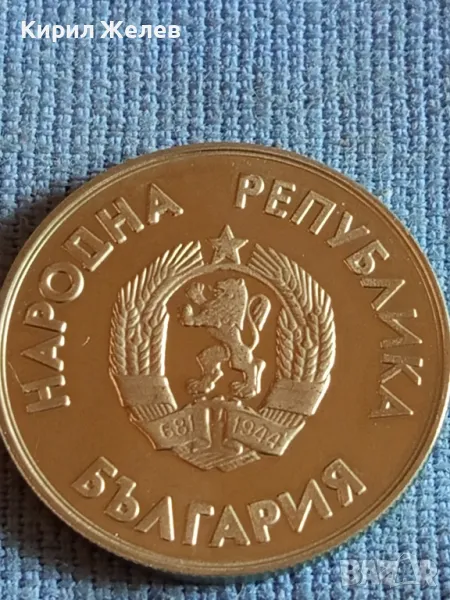 Кирил Желев
НАРОДНА РЕПУБЛИКА
БЪЛГАРИЯ
681 1944